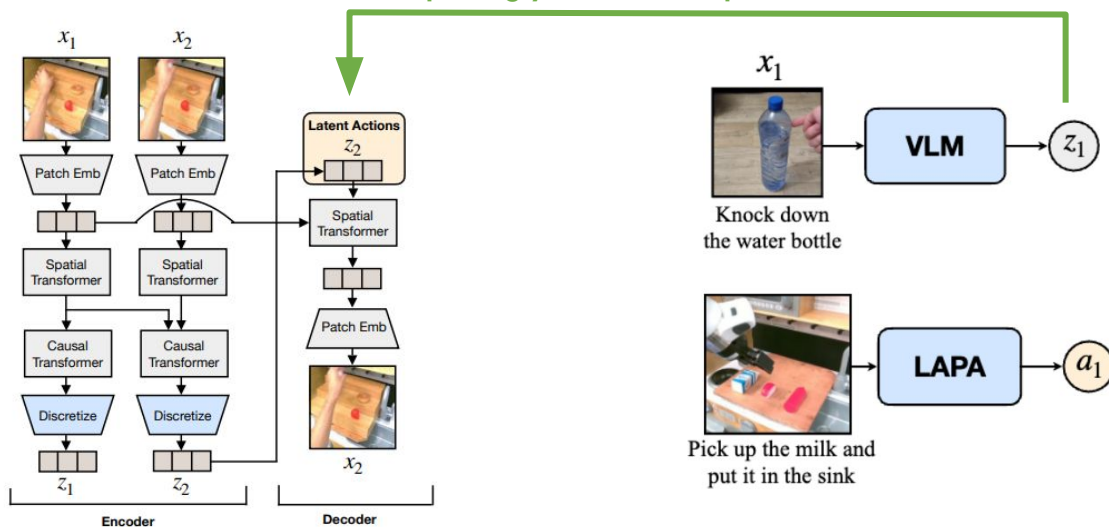 x₁
x₂
Patch Emb
Patch Emb
Spatial
Transformer
Spatial
Transformer
Causal
Transformer
Causal
Transformer
Discretize
Discretize
z₁
z₂
Encoder
Latent Actions
z₂
Spatial
Transformer
Patch Emb
x₂
Decoder
x₁
Knock down
the water bottle
VLM
z₁
Pick up the milk and
put it in the sink
LAPA
a₁